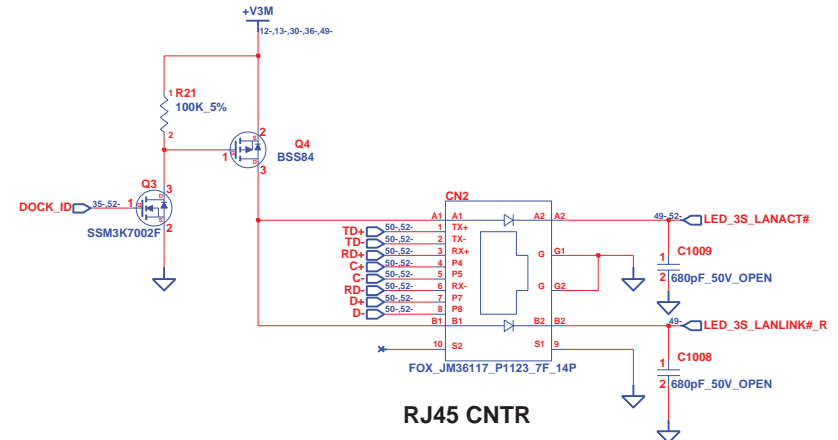 +V3M
12-,13-,30-,36-,49-
1 R21
100K_5%
2
2
S
Q4
BSS84
1
G
D
3
Q3
3
D
DOCK_ID 35-,52- 1
G
S
2
SSM3K7002F
CN2
A1 A1 A2 A2 49-,52- LED_3S_LANACT#
TD+ 50-,52- 1 TX+
TD- 50-,52- 2 TX-
RD+ 50-,52- 3 RX+ G G1
C+ 50-,52- 4 P4
C- 50-,52- 5 P5
RD- 50-,52- 6 RX- G G2
D+ 50-,52- 7 P7
D- 50-,52- 8 P8
1 C1009
2 680pF_50V_OPEN
B1 B1 B2 B2 49- LED_3S_LANLINK#_R
10 S2 S1 9
FOX_JM36117_P1123_7F_14P
1 C1008
2 680pF_50V_OPEN
RJ45 CNTR